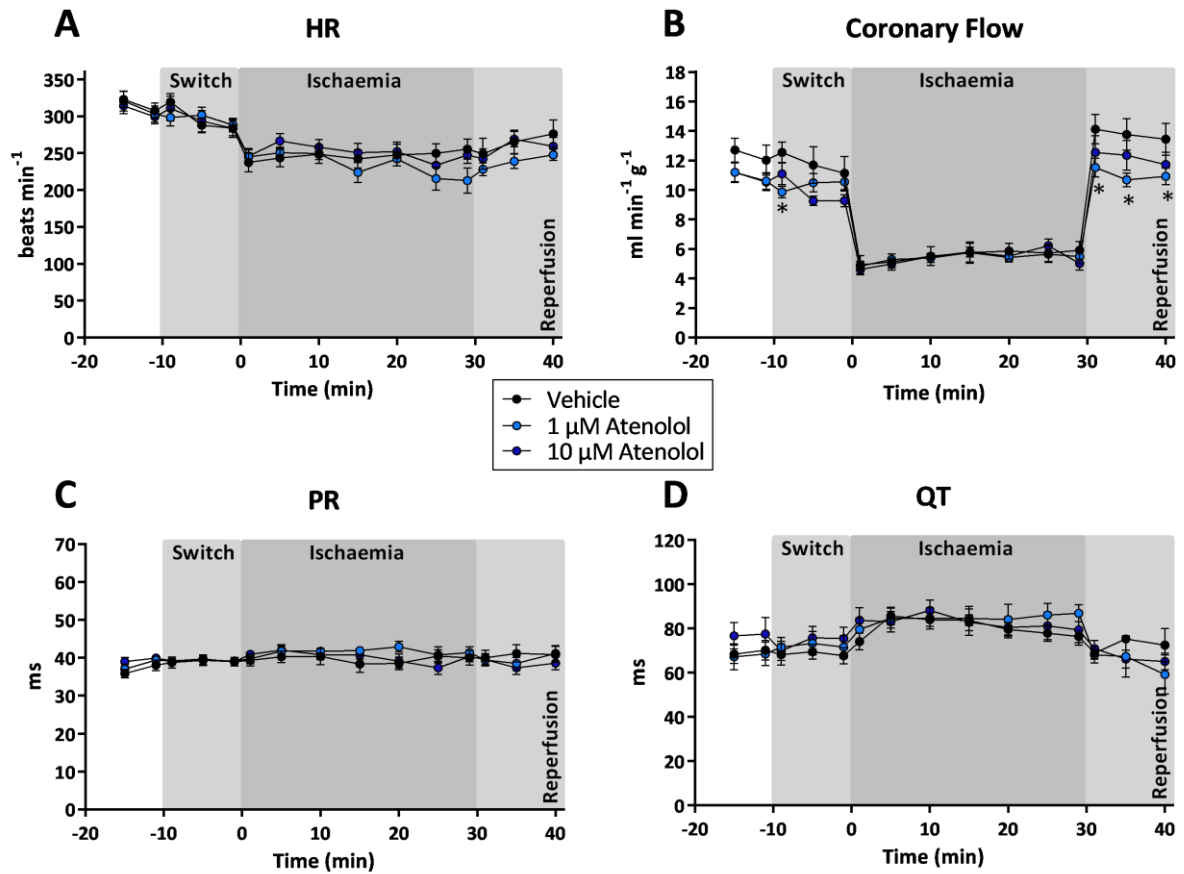 A
HR
Switch
Ischaemia
350
300
250
200
150
100
50
0
beats min⁻¹
Reperfusion
-20
-10
0
10
20
30
40
Time (min)
B
Coronary Flow
Switch
Ischaemia
18
16
14
12
10
8
6
4
2
0
ml min⁻¹ g⁻¹
*
*
*
*
Reperfusion
-20
-10
0
10
20
30
40
Time (min)
Vehicle
1 µM Atenolol
10 µM Atenolol
C
PR
Switch
Ischaemia
70
60
50
40
30
20
10
0
ms
Reperfusion
-20
-10
0
10
20
30
40
Time (min)
D
QT
Switch
Ischaemia
120
100
80
60
40
20
0
ms
Reperfusion
-20
-10
0
10
20
30
40
Time (min)